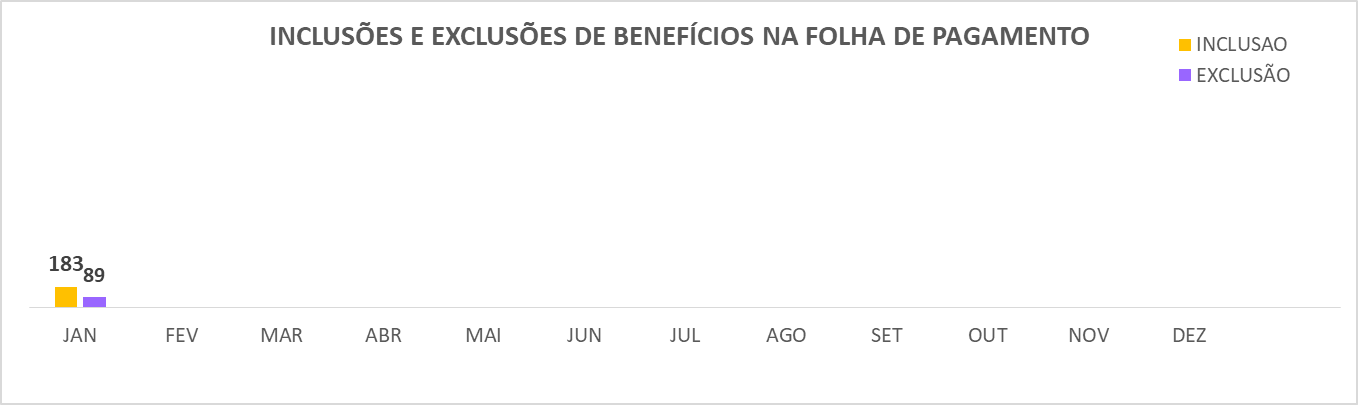 INCLUSÕES E EXCLUSÕES DE BENEFÍCIOS NA FOLHA DE PAGAMENTO
INCLUSAO
EXCLUSÃO
183
89
JAN FEV MAR ABR MAI JUN JUL AGO SET OUT NOV DEZ